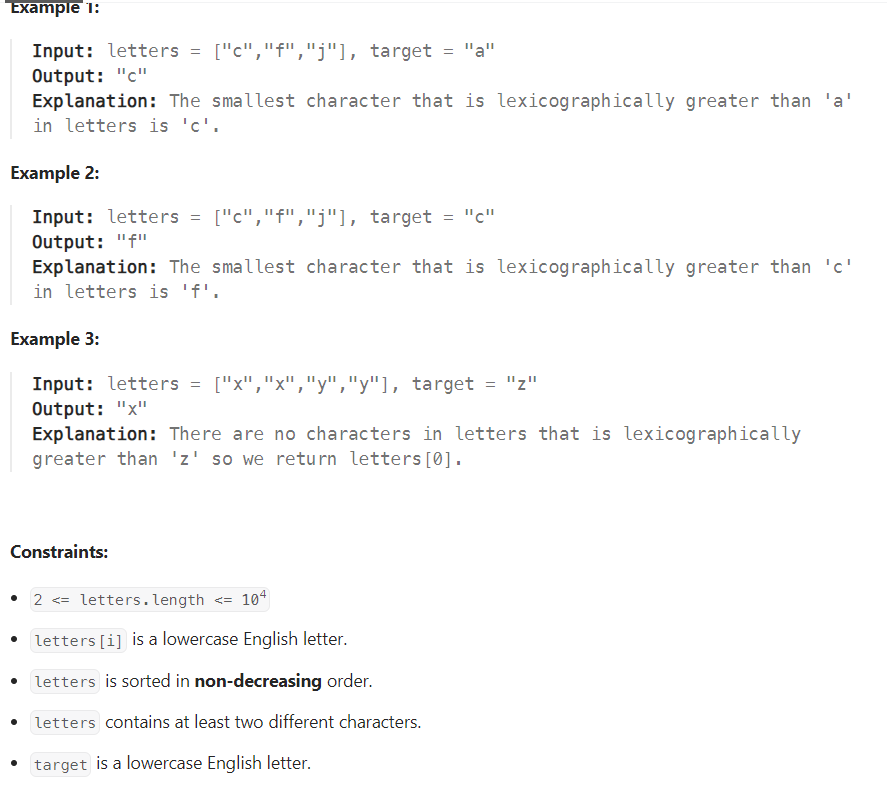 Example 1:
Input: letters = ["c","f","j"], target = "a"
Output: "c"
Explanation: The smallest character that is lexicographically greater than 'a'
in letters is 'c'.
Example 2:
Input: letters = ["c","f","j"], target = "c"
Output: "f"
Explanation: The smallest character that is lexicographically greater than 'c'
in letters is 'f'.
Example 3:
Input: letters = ["x","x","y","y"], target = "z"
Output: "x"
Explanation: There are no characters in letters that is lexicographically
greater than 'z' so we return letters[0].
Constraints:
• 2 <= letters.length <= 10⁴
• letters[i] is a lowercase English letter.
• letters is sorted in non-decreasing order.
• letters contains at least two different characters.
• target is a lowercase English letter.